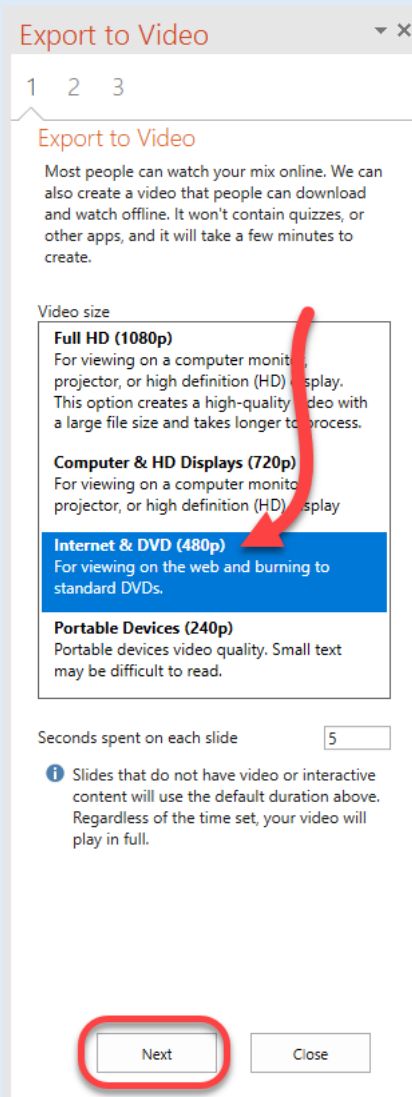 Export to Video
1 2 3
Export to Video
Most people can watch your mix online. We can
also create a video that people can download
and watch offline. It won't contain quizzes, or
other apps, and it will take a few minutes to
create.
Video size
Full HD (1080p)
For viewing on a computer monitor,
projector, or high definition (HD) display.
This option creates a high-quality video with
a large file size and takes longer to process.
Computer & HD Displays (720p)
For viewing on a computer monitor
projector, or high definition (HD) display
Internet & DVD (480p)
For viewing on the web and burning to
standard DVDs.
Portable Devices (240p)
Portable devices video quality. Small text
may be difficult to read.
Seconds spent on each slide 5
Slides that do not have video or interactive
content will use the default duration above.
Regardless of the time set, your video will
play in full.
Next Close